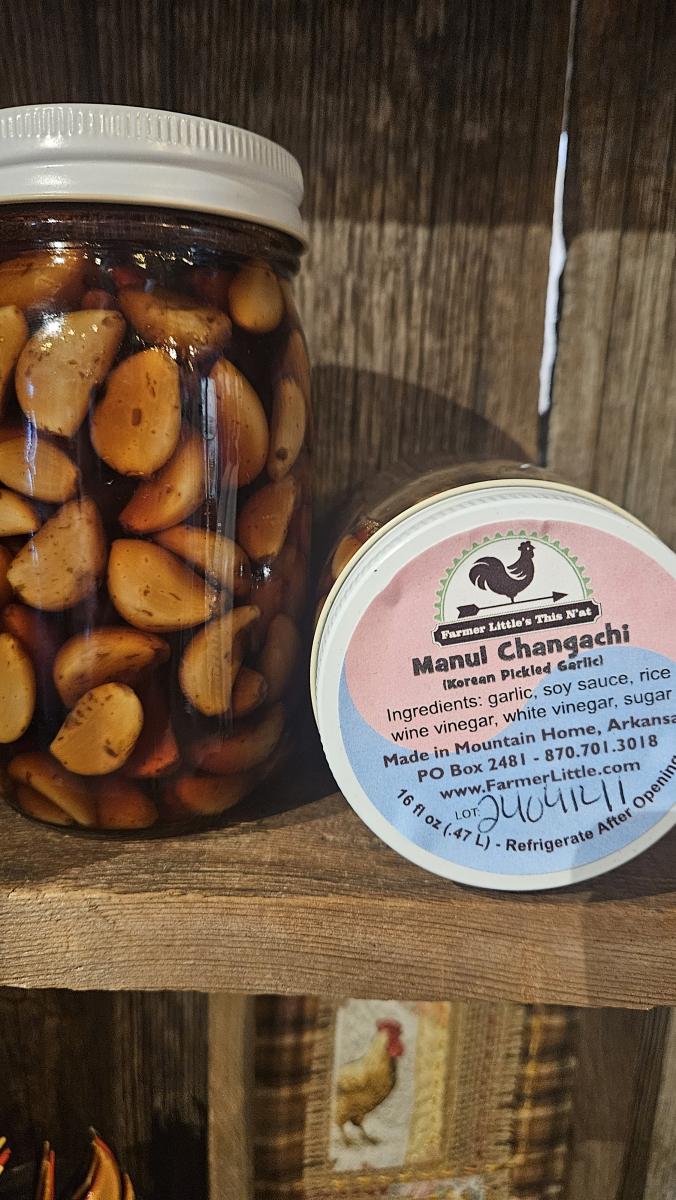 Farmer Little's This N'at
Manul Changachi
(Korean Pickled Garlic)
Ingredients: garlic, soy sauce, rice
wine vinegar, white vinegar, sugar
Made in Mountain Home, Arkansa
PO Box 2481 - 870.701.3018
www.FarmerLittle.com
LOT:
16 fl oz (.47 L) - Refrigerate After Opening